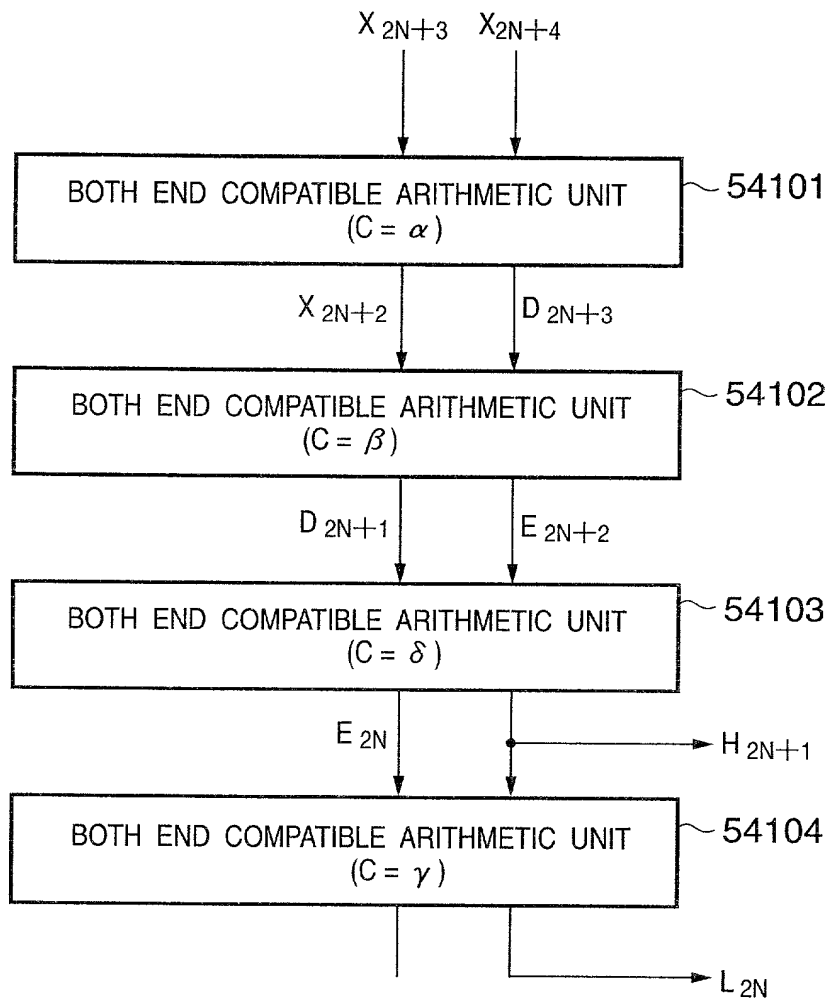 X2N+3 X2N+4
BOTH END COMPATIBLE ARITHMETIC UNIT
(C = α)
54101
X2N+2 D2N+3
BOTH END COMPATIBLE ARITHMETIC UNIT
(C = β)
54102
D2N+1 E2N+2
BOTH END COMPATIBLE ARITHMETIC UNIT
(C = δ)
54103
E2N
H2N+1
BOTH END COMPATIBLE ARITHMETIC UNIT
(C = γ)
54104
L2N